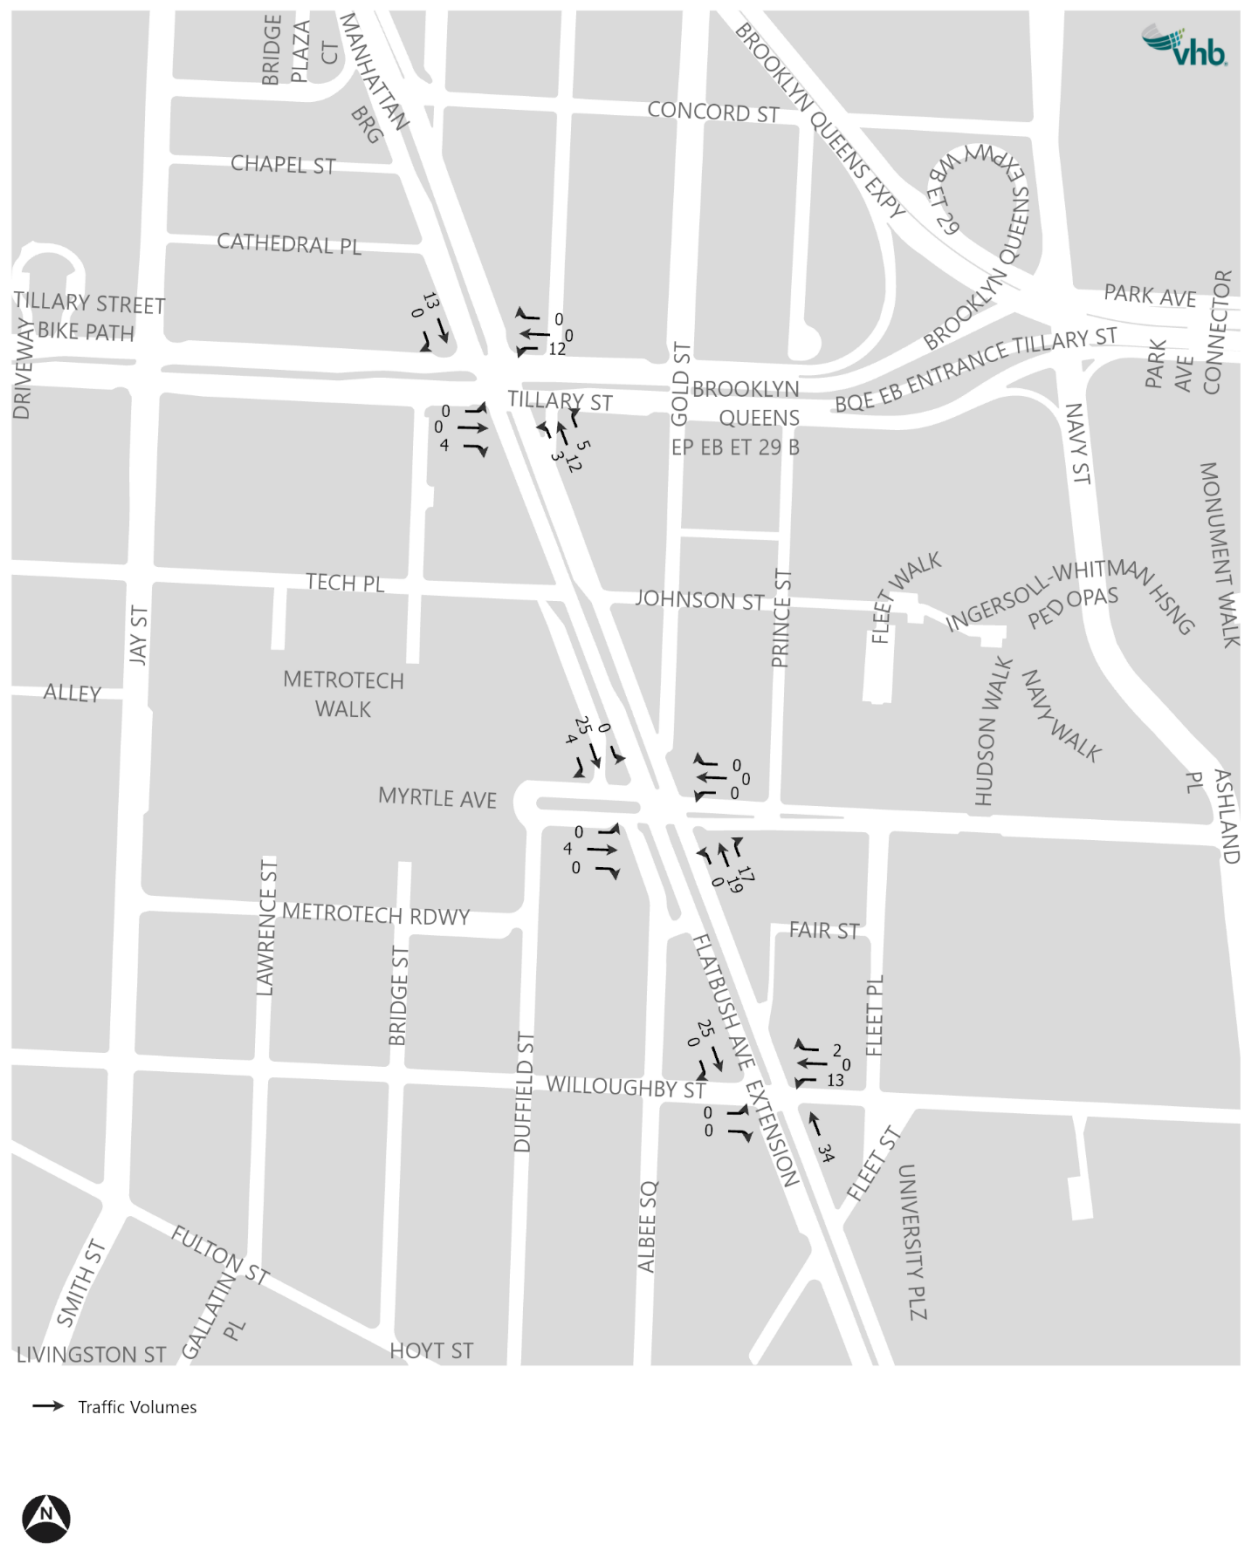 BRIDGE
PLAZA
CT
MANHATTAN
BRG
BROOKLYN QUEENS EXPY
vhb
CONCORD ST
CHAPEL ST
CATHEDRAL PL
BROOKLYN QUEENS EXPWY WB ET 29
TILLARY STREET
BIKE PATH
DRIVEWAY
PARK AVE
PARK
AVE
CONNECTOR
13
0
0
0
12
BQE EB ENTRANCE TILLARY ST
GOLD ST
BROOKLYN
QUEENS
EP EB ET 29 B
TILLARY ST
0
0
4
3
12
5
NAVY ST
MONUMENT WALK
TECH PL
JOHNSON ST
PRINCE ST
FLEET WALK
INGERSOLL-WHITMAN HSNG
PED OPAS
JAY ST
ALLEY
METROTECH
WALK
HUDSON WALK
NAVY WALK
4
25
0
0
0
0
MYRTLE AVE
ASHLAND
PL
0
4
0
0
19
17
LAWRENCE ST
METROTECH RDWY
BRIDGE ST
FAIR ST
FLATBUSH AVE EXTENSION
FLEET PL
0
25
2
0
13
DUFFIELD ST
WILLOUGHBY ST
0
0
34
FLEET ST
UNIVERSITY PLZ
ALBEE SQ
FULTON ST
SMITH ST
GALLATIN
PL
LIVINGSTON ST
HOYT ST
Traffic Volumes
N